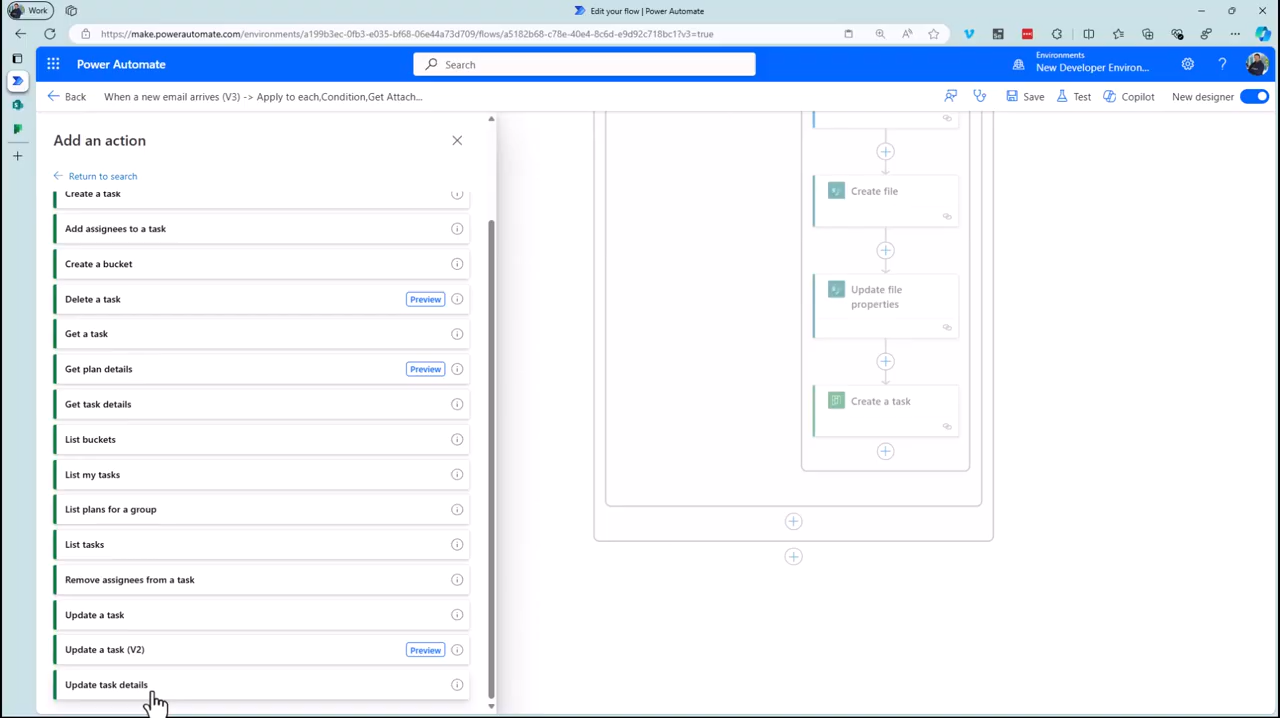 Work
Edit your flow | Power Automate
https://make.powerautomate.com/environments/a199b3ec-0fb3-e035-bf68-06e44a73d709/flows/a5182b68-c78e-40e4-8c6d-e9d92c718bc1?v3=true
Power Automate
Search
Environments
New Developer Environ...
Back
When a new email arrives (V3) -> Apply to each,Condition,Get Attach...
Save
Test
Copilot
New designer
Add an action
Return to search
Create a task
Add assignees to a task
Create a bucket
Delete a task
Preview
Get a task
Get plan details
Preview
Get task details
List buckets
List my tasks
List plans for a group
List tasks
Remove assignees from a task
Update a task
Update a task (V2)
Preview
Update task details
Create file
Update file
properties
Create a task